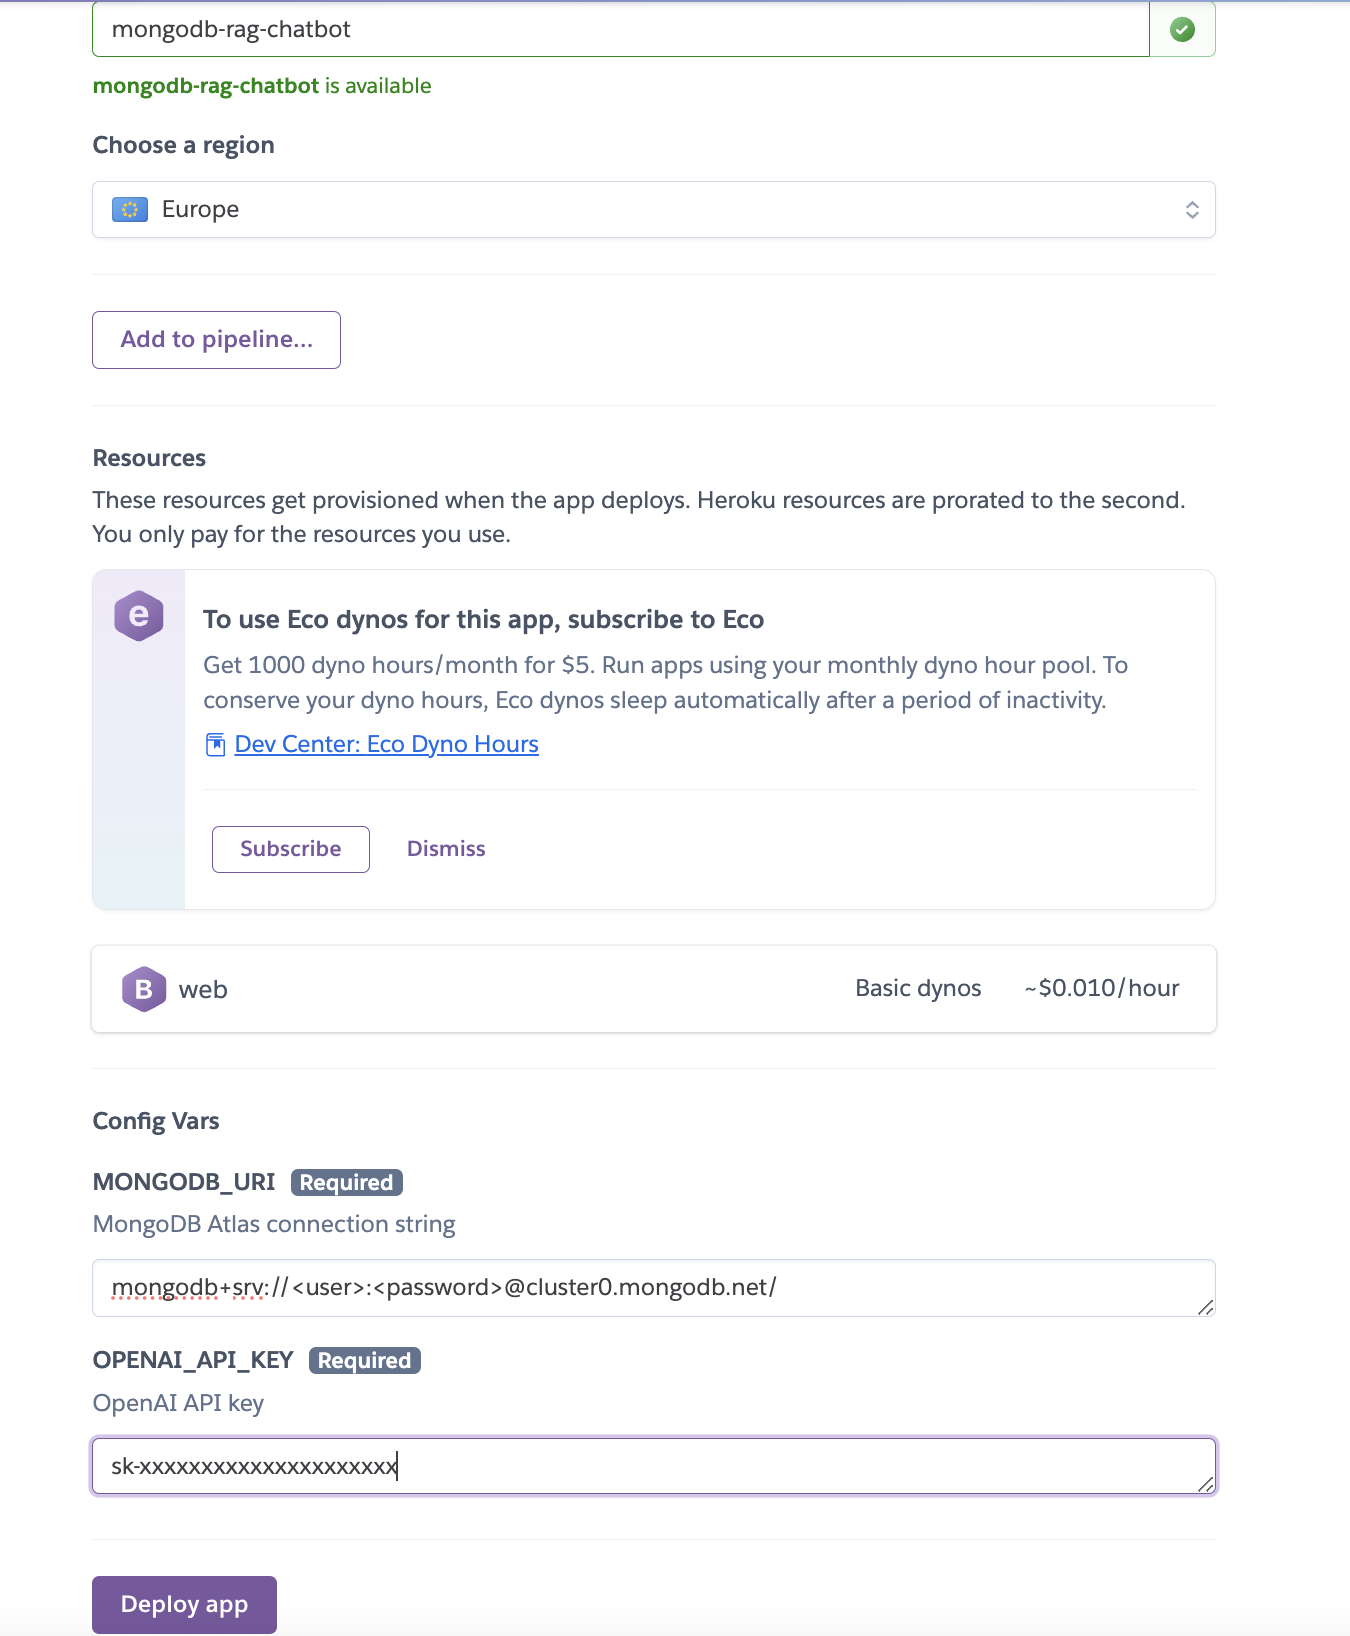 mongodb-rag-chatbot
mongodb-rag-chatbot is available
Choose a region
Europe
Add to pipeline...
Resources
These resources get provisioned when the app deploys. Heroku resources are prorated to the second.
You only pay for the resources you use.
e
To use Eco dynos for this app, subscribe to Eco
Get 1000 dyno hours/month for $5. Run apps using your monthly dyno hour pool. To
conserve your dyno hours, Eco dynos sleep automatically after a period of inactivity.
Dev Center: Eco Dyno Hours
Subscribe Dismiss
B web Basic dynos ~$0.010/hour
Config Vars
MONGODB_URI Required
MongoDB Atlas connection string
mongodb+srv://<user>:<password>@cluster0.mongodb.net/
OPENAI_API_KEY Required
OpenAI API key
sk-xxxxxxxxxxxxxxxxxxxxx
Deploy app